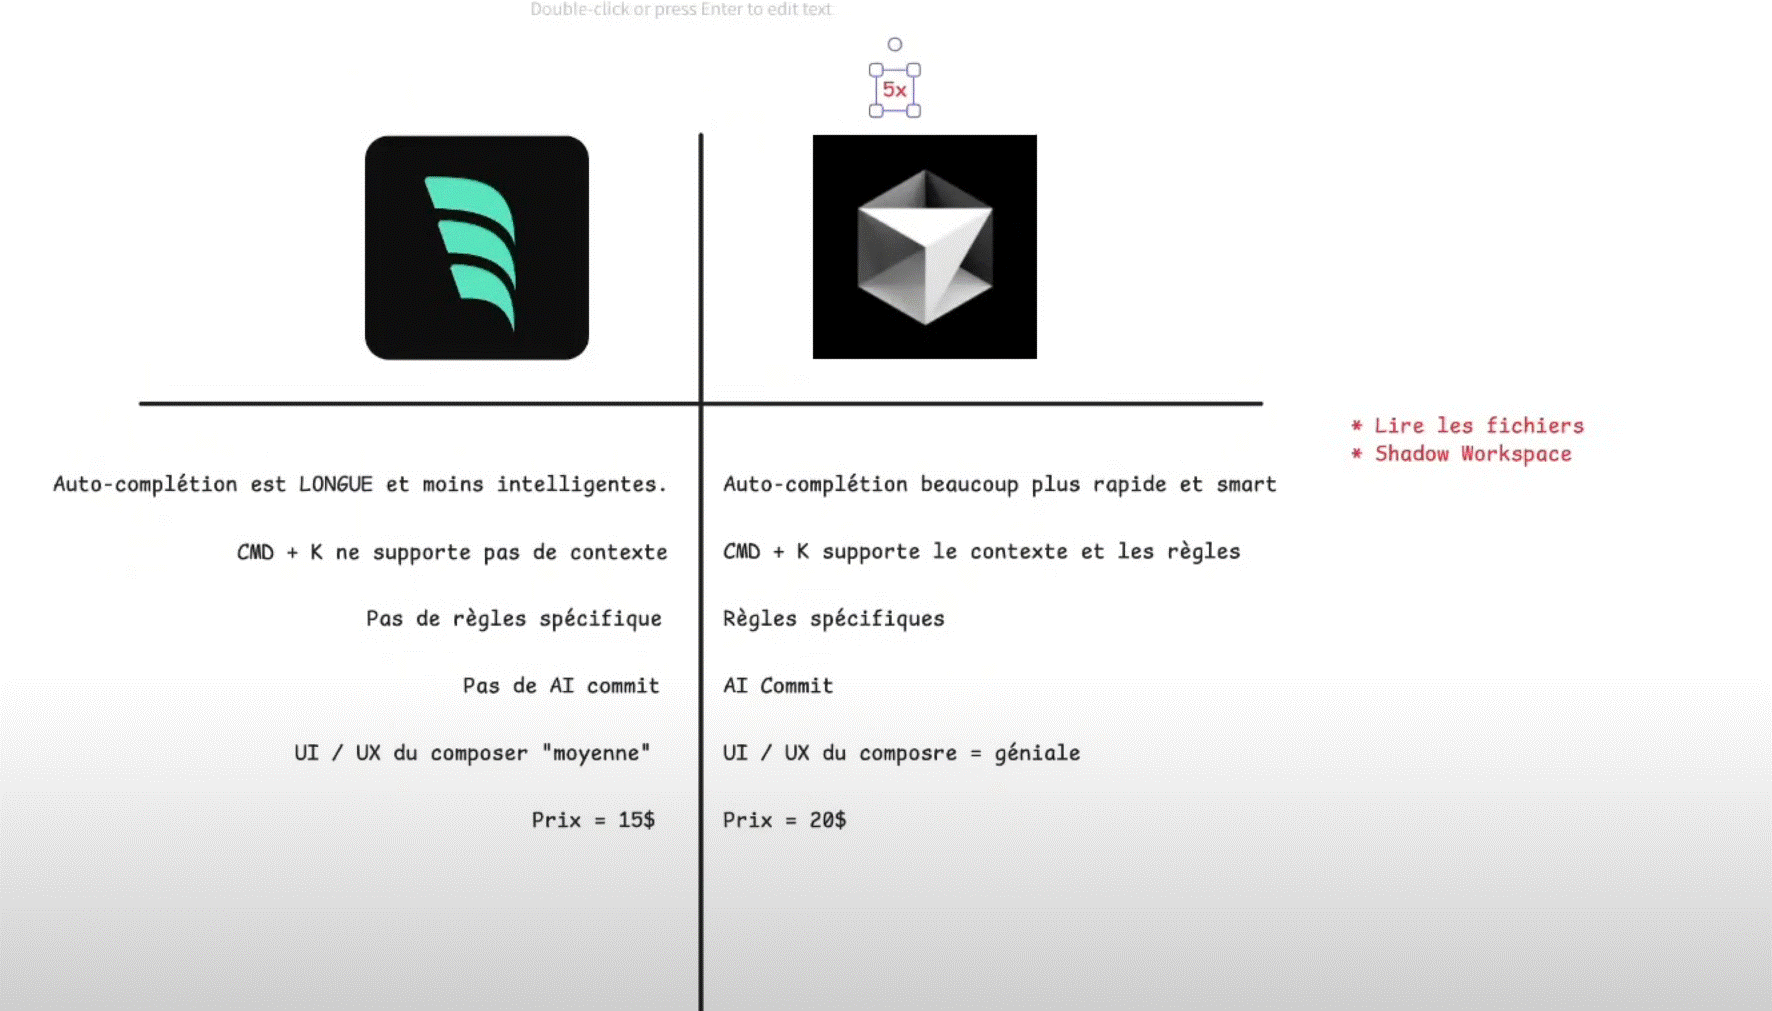 Double-click or press Enter to edit text
5x
* Lire les fichiers
* Shadow Workspace
Auto-complétion est LONGUE et moins intelligentes.
Auto-complétion beaucoup plus rapide et smart
CMD + K ne supporte pas de contexte
CMD + K supporte le contexte et les règles
Pas de règles spécifique
Règles spécifiques
Pas de AI commit
AI Commit
UI / UX du composer "moyenne"
UI / UX du composre = géniale
Prix = 15$
Prix = 20$